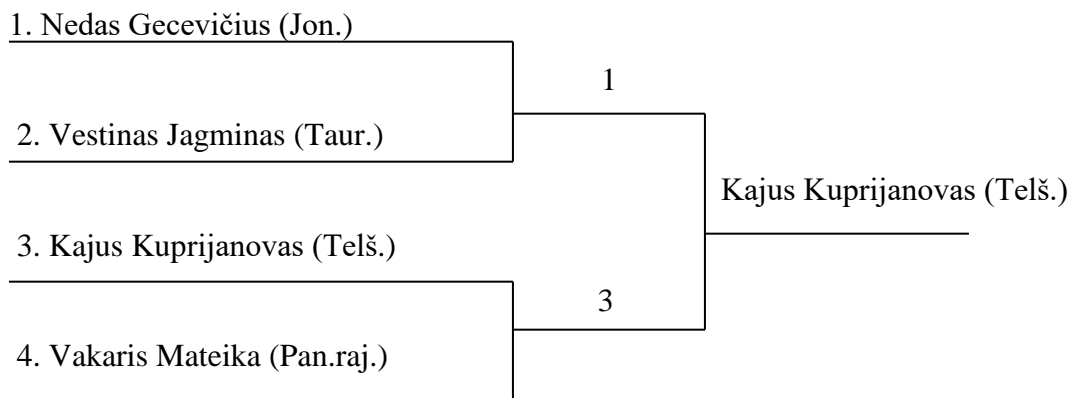 1. Nedas Gecevičius (Jon.)
1
2. Vestinas Jagminas (Taur.)
Kajus Kuprijanovas (Telš.)
3. Kajus Kuprijanovas (Telš.)
3
4. Vakaris Mateika (Pan.raj.)